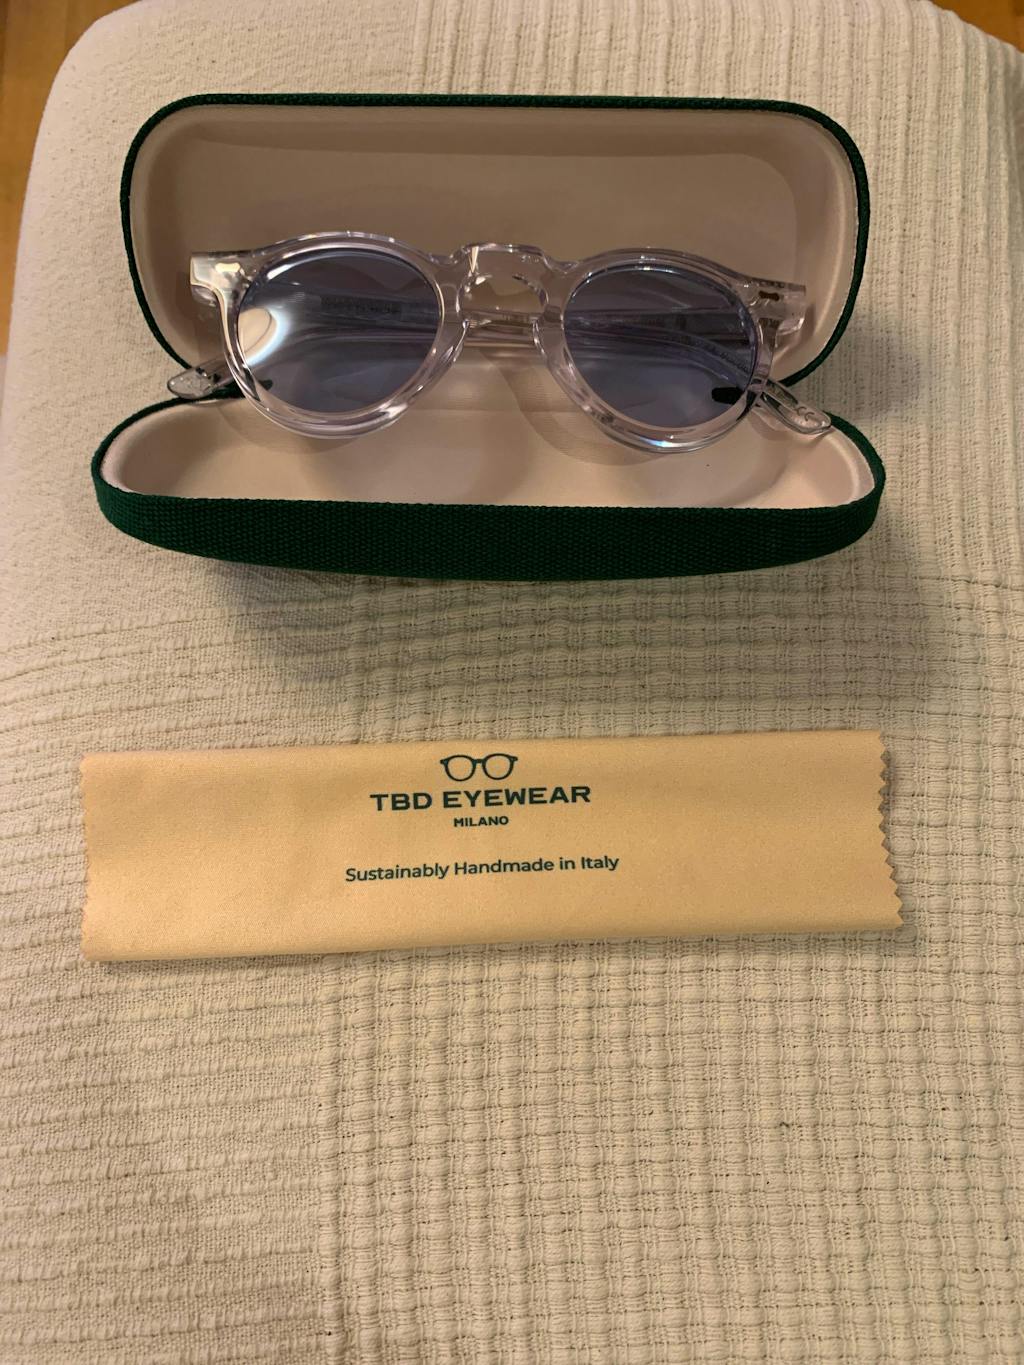 TBD EYEWEAR
MILANO
Sustainably Handmade in Italy